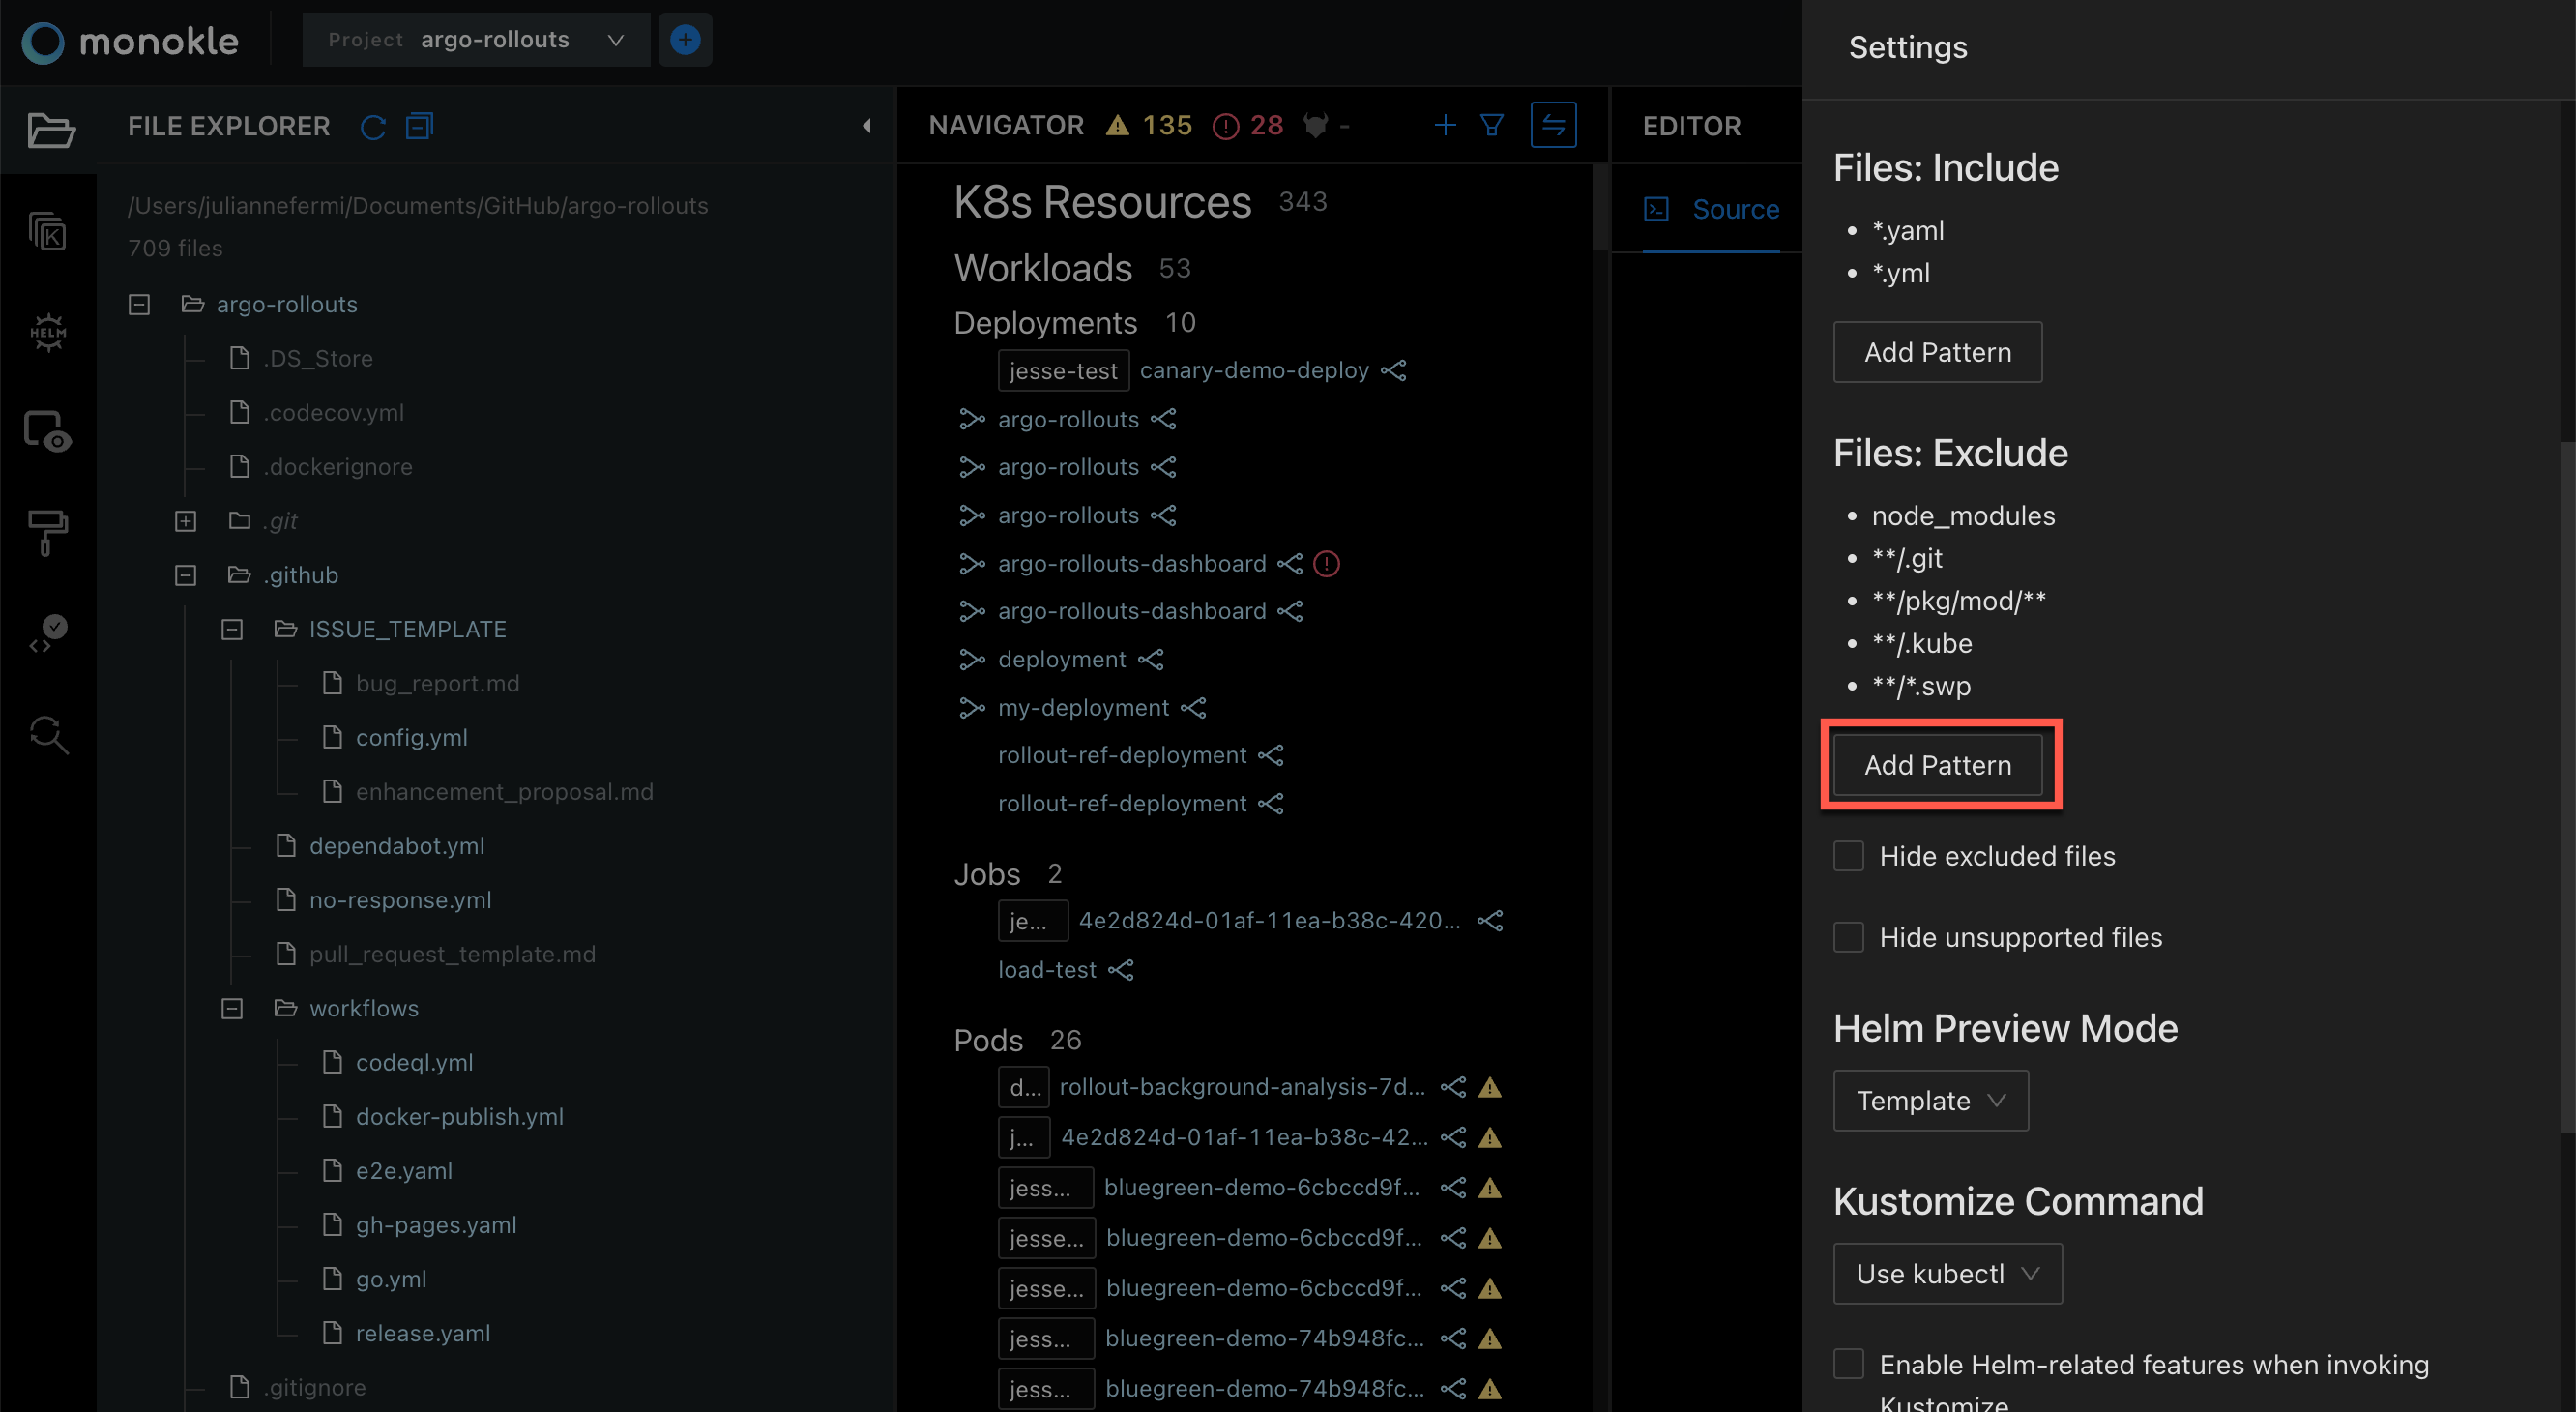 monokle
Project argo-rollouts
Settings
FILE EXPLORER
/Users/juliannefermi/Documents/GitHub/argo-rollouts
709 files
argo-rollouts
.DS_Store
.codecov.yml
.dockerignore
.git
.github
ISSUE_TEMPLATE
bug_report.md
config.yml
enhancement_proposal.md
dependabot.yml
no-response.yml
pull_request_template.md
workflows
codeql.yml
docker-publish.yml
e2e.yaml
gh-pages.yaml
go.yml
release.yaml
.gitignore
K
HELM
NAVIGATOR 135 28 -
K8s Resources 343
Workloads 53
Deployments 10
jesse-test canary-demo-deploy
argo-rollouts
argo-rollouts
argo-rollouts
argo-rollouts-dashboard
argo-rollouts-dashboard
deployment
my-deployment
rollout-ref-deployment
rollout-ref-deployment
Jobs 2
je... 4e2d824d-01af-11ea-b38c-420...
load-test
Pods 26
d... rollout-background-analysis-7d...
j... 4e2d824d-01af-11ea-b38c-42...
jess... bluegreen-demo-6cbccd9f...
jesse... bluegreen-demo-6cbccd9f...
jesse... bluegreen-demo-6cbccd9f...
jess... bluegreen-demo-74b948fc...
jess... bluegreen-demo-74b948fc...
EDITOR
Source
Files: Include
• *.yaml
• *.yml
Add Pattern
Files: Exclude
• node_modules
• **/.git
• **/pkg/mod/**
• **/.kube
• **/*.swp
Add Pattern
Hide excluded files
Hide unsupported files
Helm Preview Mode
Template
Kustomize Command
Use kubectl
Enable Helm-related features when invoking
Kustomize